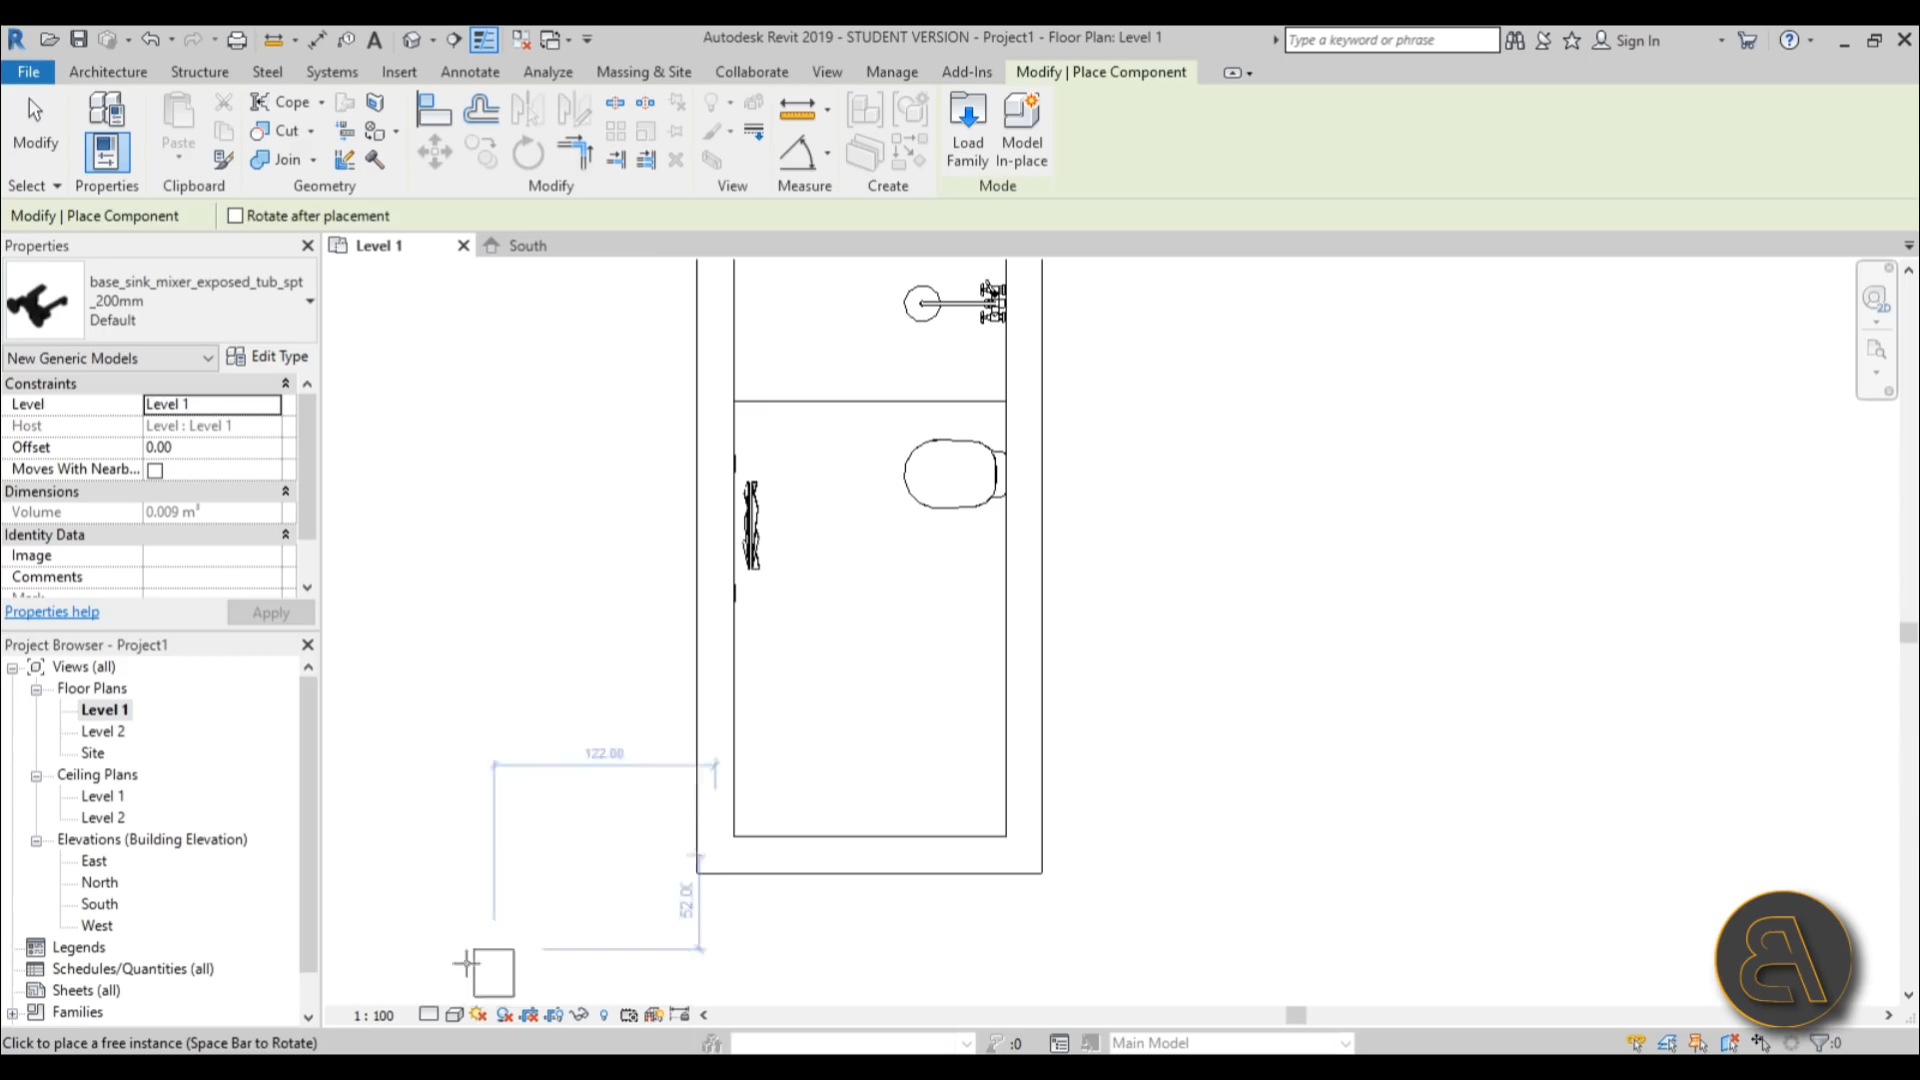 Autodesk Revit 2019 - STUDENT VERSION - Project1 - Floor Plan: Level 1
Type a keyword or phrase
Sign In
File Architecture Structure Steel Systems Insert Annotate Analyze Massing & Site Collaborate View Manage Add-Ins Modify | Place Component
Modify
Paste
Cope
Cut
Join
Load Family
Model In-place
Select Properties Clipboard Geometry Modify View Measure Create Mode
Modify | Place Component
Rotate after placement
Properties
Level 1
South
base_sink_mixer_exposed_tub_spt
_200mm
Default
New Generic Models
Edit Type
Constraints
Level Level 1
Host Level : Level 1
Offset 0.00
Moves With Nearb...
Dimensions
Volume 0.009 m³
Identity Data
Image
Comments
Properties help
Apply
Project Browser - Project1
Views (all)
Floor Plans
Level 1
Level 2
Site
Ceiling Plans
Level 1
Level 2
Elevations (Building Elevation)
East
North
South
West
Legends
Schedules/Quantities (all)
Sheets (all)
Families
122.00
52.00
2D
1 : 100
Click to place a free instance (Space Bar to Rotate)
:0
Main Model
:0